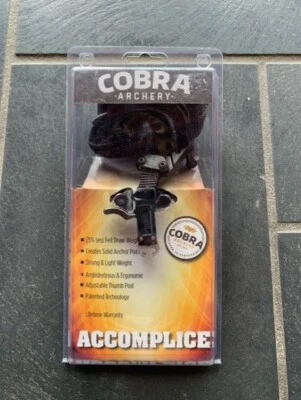 COBRA
ARCHERY
• 25% less Felt Draw Weight
• Creates Solid Anchor Point
• Strong & Light Weight
COBRA
• Ambidextrous & Ergonomic
• Adjustable Thumb Post
• Patented Technology
Lifetime Warranty
ACCOMPLICE